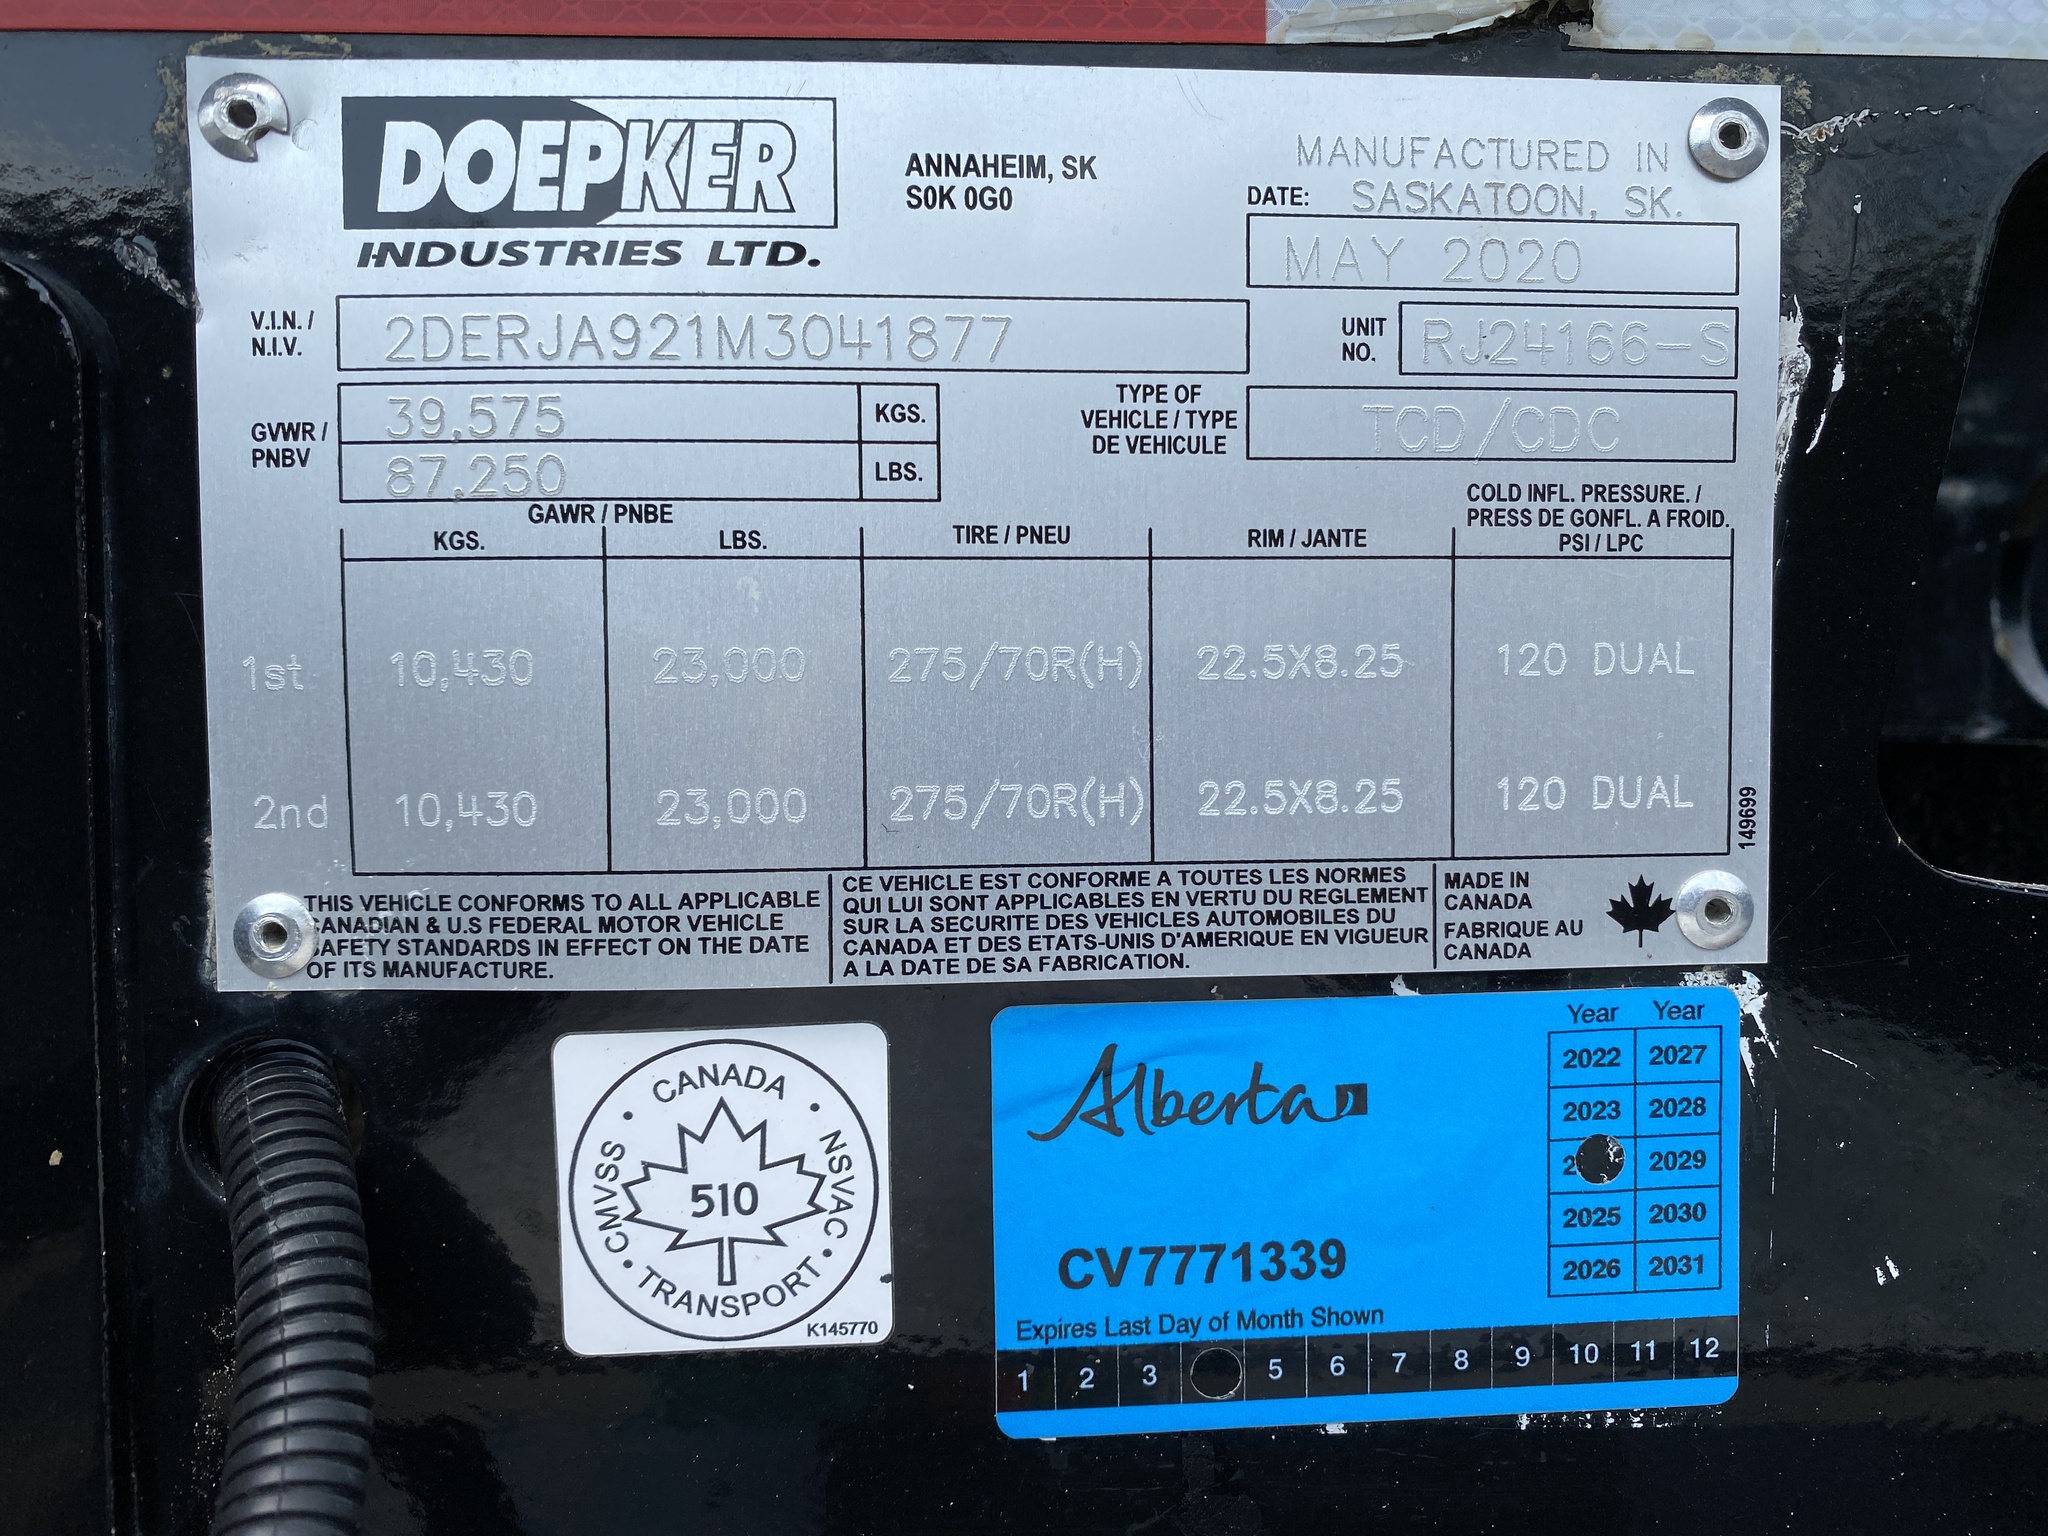 DOEPKER
INDUSTRIES LTD.
ANNAHEIM, SK
S0K 0G0
MANUFACTURED IN
DATE: SASKATOON, SK.
MAY 2020
V.I.N. /
N.I.V.
2DERJA921M3041877
UNIT
NO.
RJ24166-S
GVWR /
PNBV
39,575 KGS.
87,250 LBS.
TYPE OF
VEHICLE / TYPE
DE VEHICULE
TCD/CDC
GAWR / PNBE
KGS. LBS. TIRE / PNEU RIM / JANTE
COLD INFL. PRESSURE. /
PRESS DE GONFL. A FROID.
PSI / LPC
1st 10,430 23,000 275/70R(H) 22.5X8.25 120 DUAL
2nd 10,430 23,000 275/70R(H) 22.5X8.25 120 DUAL
149699
THIS VEHICLE CONFORMS TO ALL APPLICABLE
CANADIAN & U.S FEDERAL MOTOR VEHICLE
SAFETY STANDARDS IN EFFECT ON THE DATE
OF ITS MANUFACTURE.
CE VEHICLE EST CONFORME A TOUTES LES NORMES
QUI LUI SONT APPLICABLES EN VERTU DU REGLEMENT
SUR LA SECURITE DES VEHICLES AUTOMOBILES DU
CANADA ET DES ETATS-UNIS D'AMERIQUE EN VIGUEUR
A LA DATE DE SA FABRICATION.
MADE IN
CANADA
FABRIQUE AU
CANADA
CANADA
CMVSS
510
NSVAC
TRANSPORT
K145770
Alberta
Year Year
2022 2027
2023 2028
2029
2025 2030
2026 2031
CV7771339
Expires Last Day of Month Shown
1 2 3 5 6 7 8 9 10 11 12